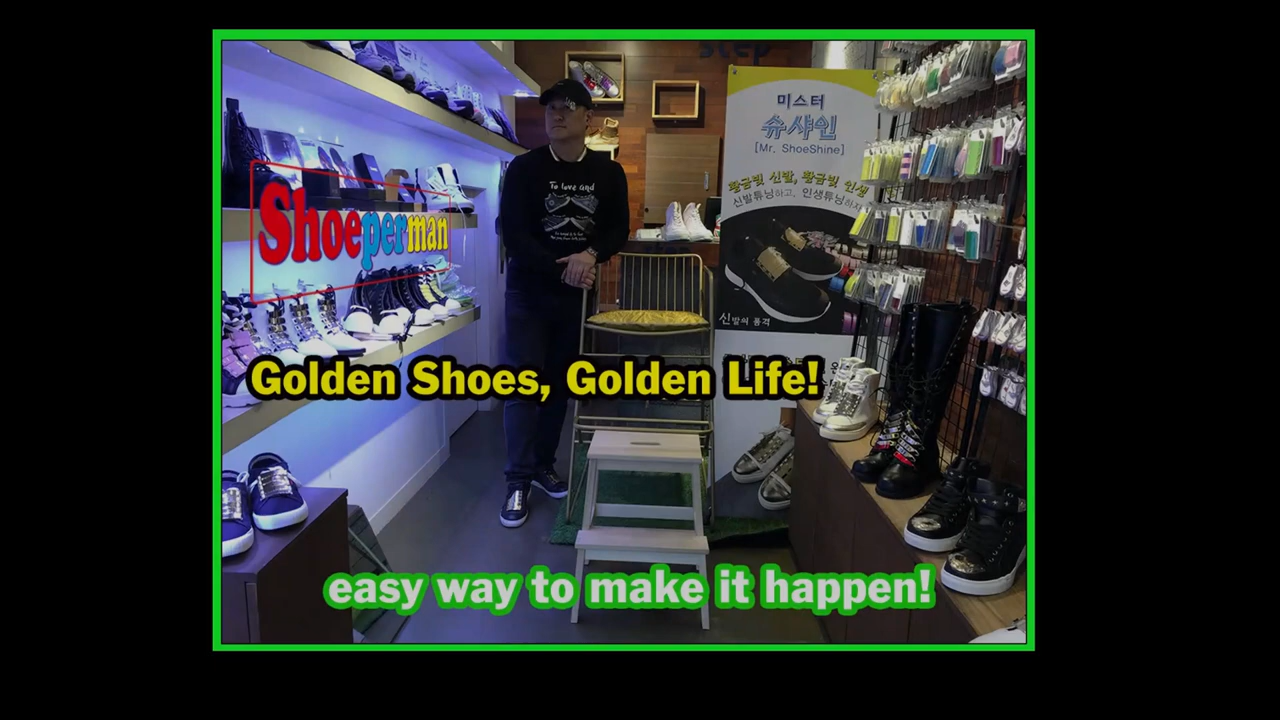 step
미스터
슈샤인
[Mr. ShoeShine]
황금빛 신발, 황금빛 인생
신발튜닝하고, 인생튜닝하자
To love and
Shoeperman
신발의 품격
Golden Shoes, Golden Life!
easy way to make it happen!